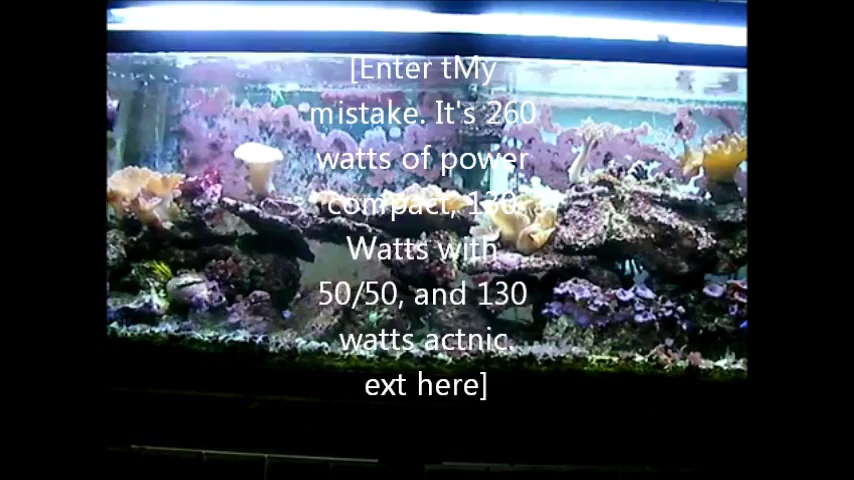 [Enter tMy
mistake. It's 260
watts of power
compact, 130
Watts with
50/50, and 130
watts actnic.
ext here]